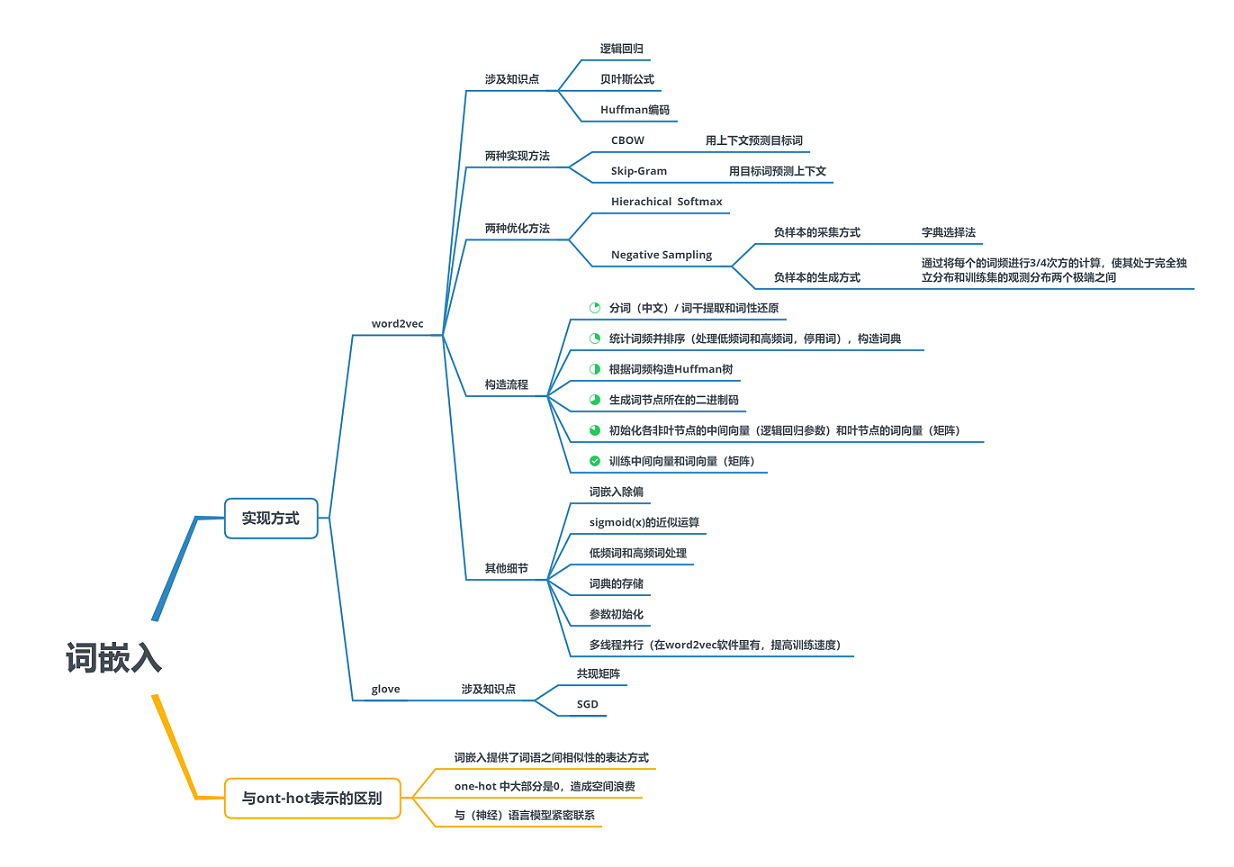 词嵌入
实现方式
word2vec
涉及知识点
逻辑回归
贝叶斯公式
Huffman编码
两种实现方法
CBOW
用上下文预测目标词
Skip-Gram
用目标词预测上下文
两种优化方法
Hierachical Softmax
Negative Sampling
负样本的采集方式
字典选择法
负样本的生成方式
通过将每个的词频进行3/4次方的计算，使其处于完全独
立分布和训练集的观测分布两个极端之间
构造流程
分词（中文）/ 词干提取和词性还原
统计词频并排序（处理低频词和高频词，停用词），构造词典
根据词频构造Huffman树
生成词节点所在的二进制码
初始化各非叶节点的中间向量（逻辑回归参数）和叶节点的词向量（矩阵）
训练中间向量和词向量（矩阵）
其他细节
词嵌入除偏
sigmoid(x)的近似运算
低频词和高频词处理
词典的存储
参数初始化
多线程并行（在word2vec软件里有，提高训练速度）
glove
涉及知识点
共现矩阵
SGD
与ont-hot表示的区别
词嵌入提供了词语之间相似性的表达方式
one-hot 中大部分是0，造成空间浪费
与（神经）语言模型紧密联系